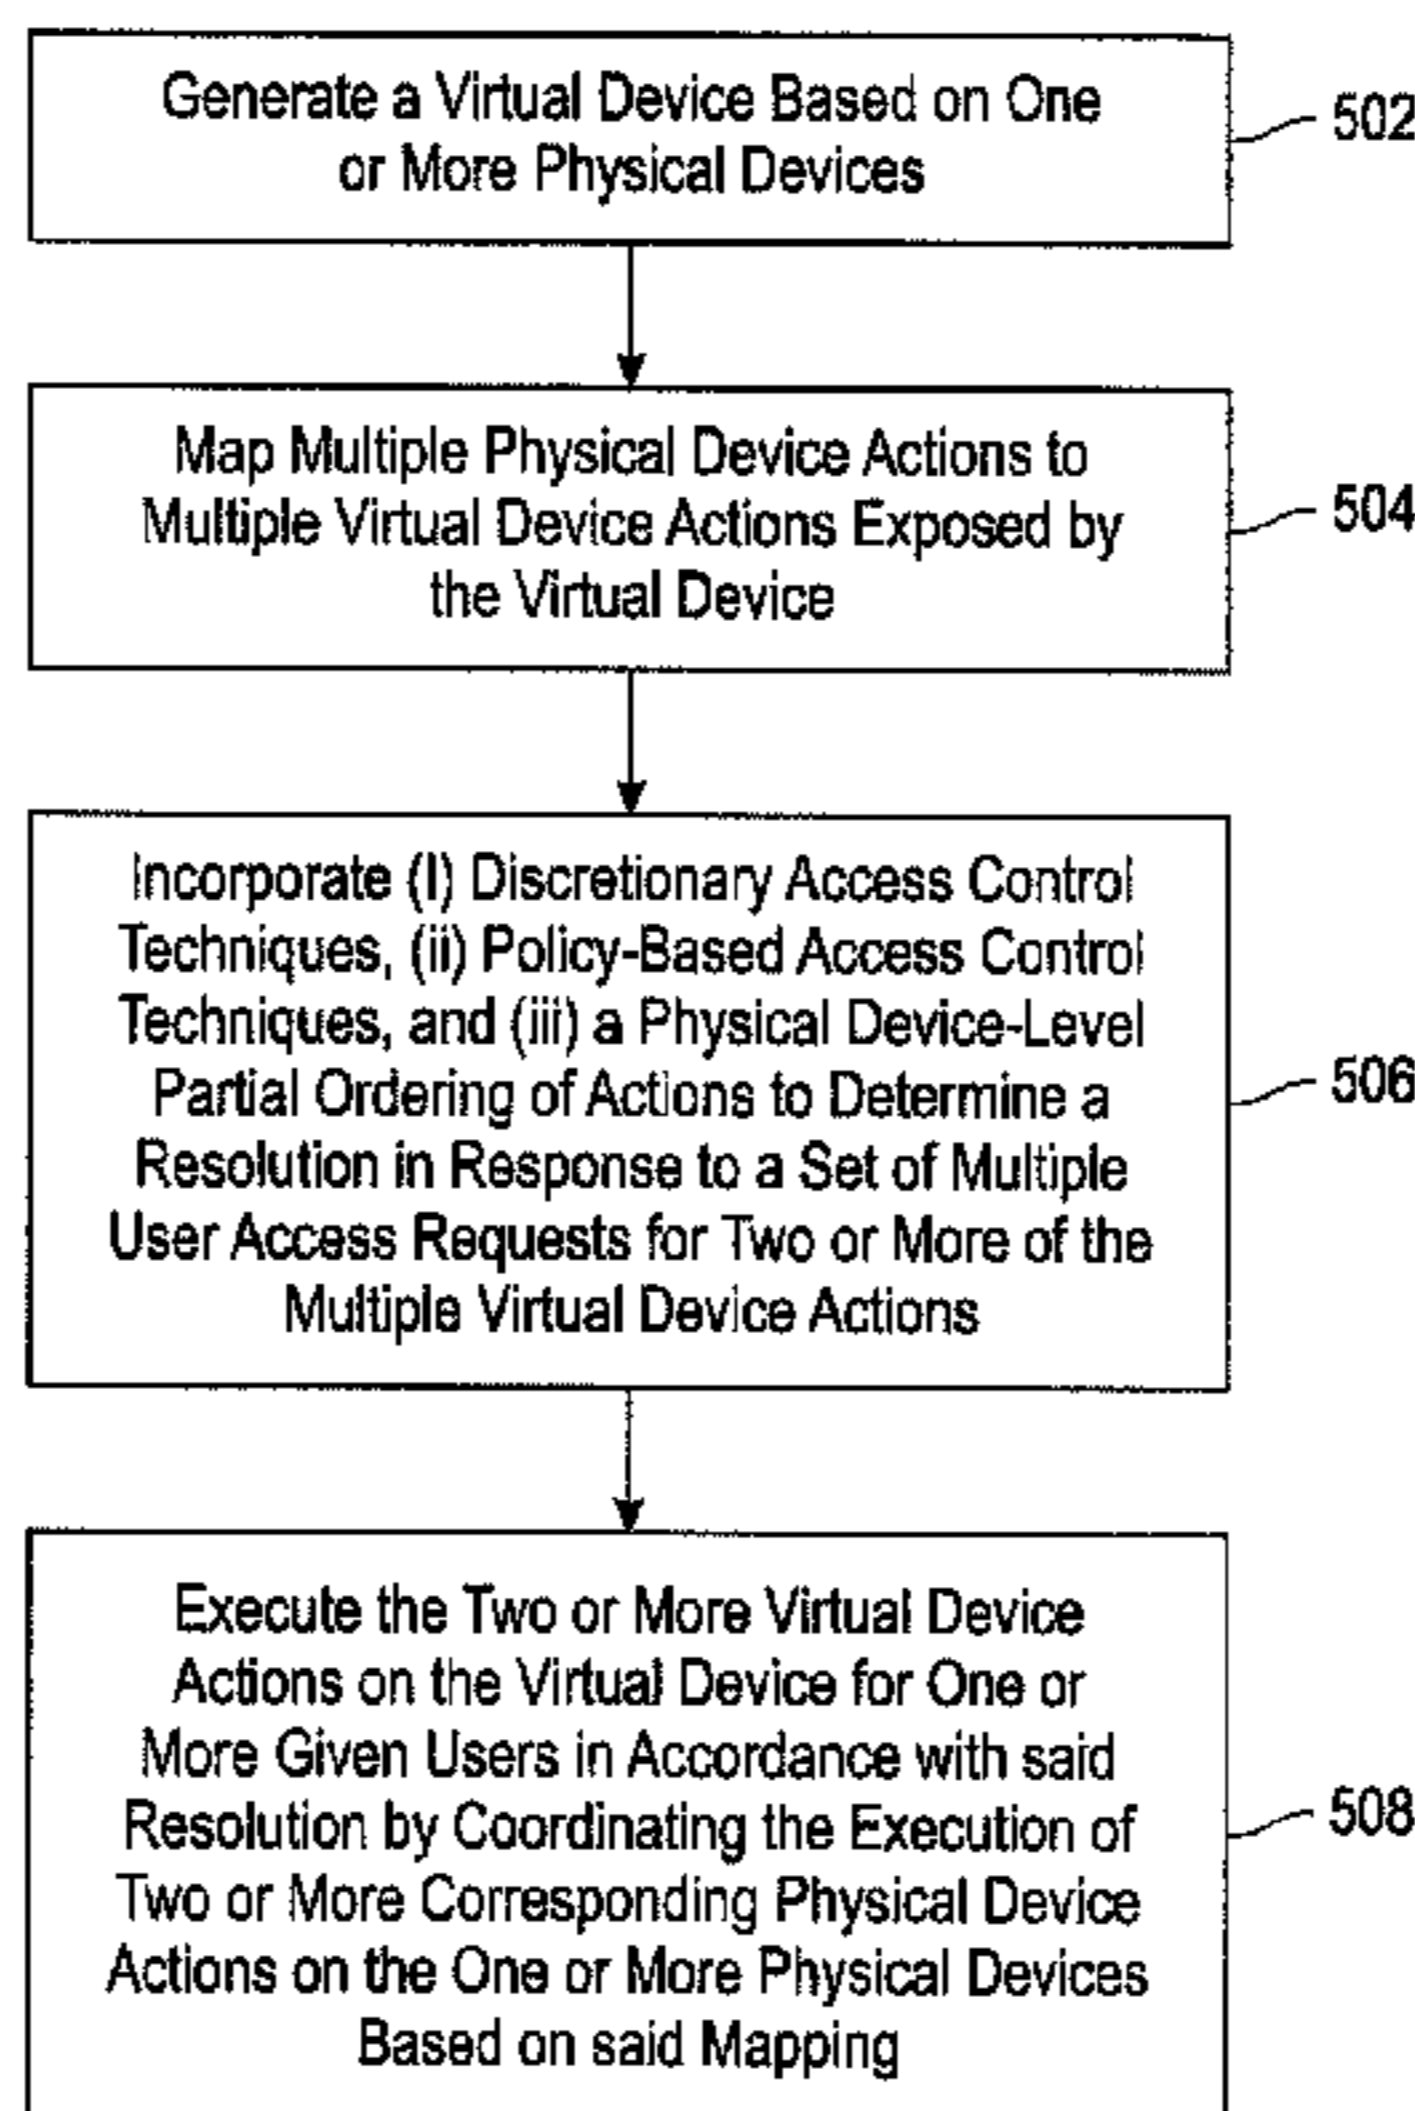 Generate a Virtual Device Based on One
or More Physical Devices
502
Map Multiple Physical Device Actions to
Multiple Virtual Device Actions Exposed by
the Virtual Device
504
Incorporate (I) Discretionary Access Control
Techniques, (ii) Policy-Based Access Control
Techniques, and (iii) a Physical Device-Level
Partial Ordering of Actions to Determine a
Resolution in Response to a Set of Multiple
User Access Requests for Two or More of the
Multiple Virtual Device Actions
506
Execute the Two or More Virtual Device
Actions on the Virtual Device for One or
More Given Users in Accordance with said
Resolution by Coordinating the Execution of
Two or More Corresponding Physical Device
Actions on the One or More Physical Devices
Based on said Mapping
508